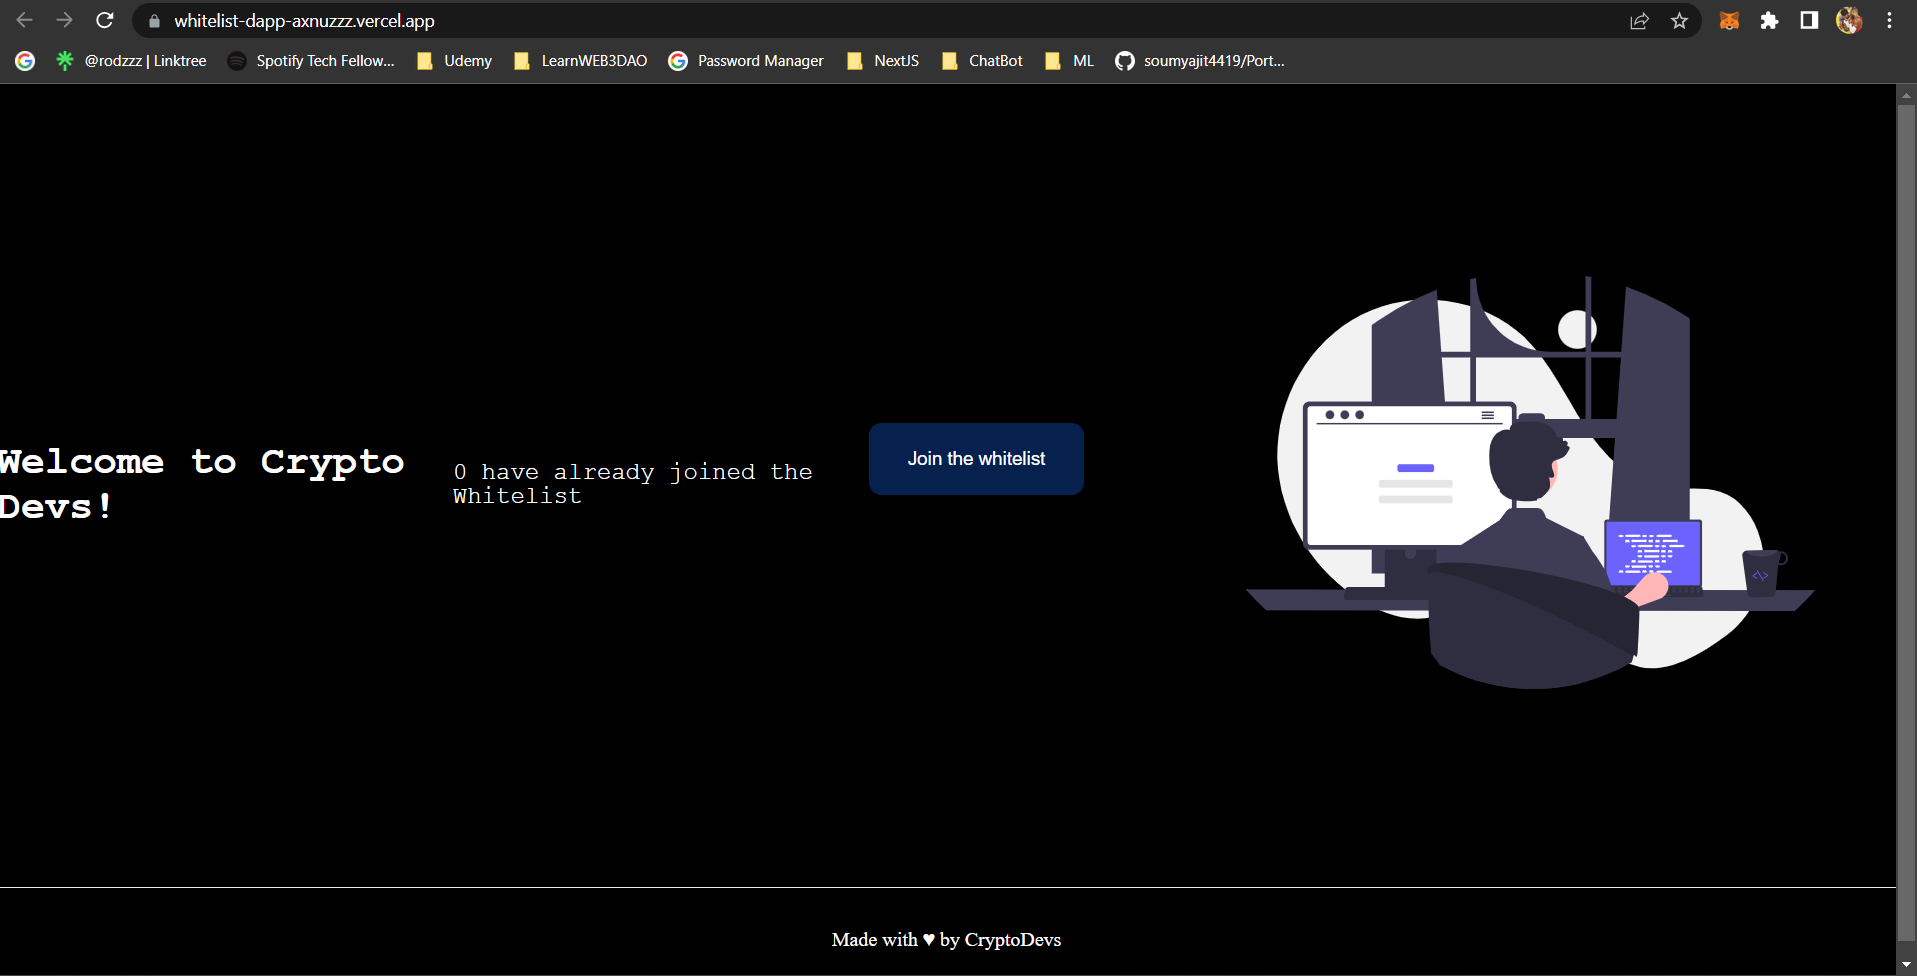 whitelist-dapp-axnuzzz.vercel.app
@rodzzz | Linktree Spotify Tech Fellow... Udemy LearnWEB3DAO Password Manager NextJS ChatBot ML soumyajit4419/Port...
Welcome to Crypto
Devs!
0 have already joined the
Whitelist
Join the whitelist
</>
Made with ♥ by CryptoDevs